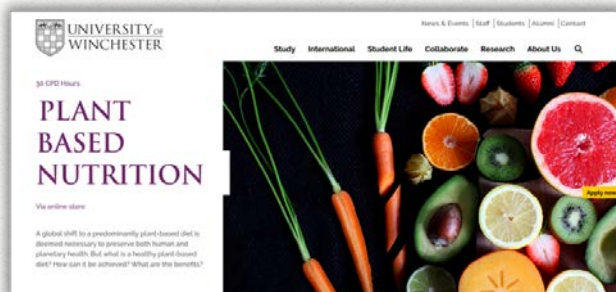 UNIVERSITY OF
WINCHESTER
News & Events | Staff | Students | Alumni | Contact
Study International Student Life Collaborate Research About Us
30 CPD Hours
PLANT
BASED
NUTRITION
Via online store
Apply now
A global shift to a predominantly plant-based diet is
deemed necessary to preserve both human and
planetary health. But what is a healthy plant-based
diet? How can it be achieved? What are the benefits?